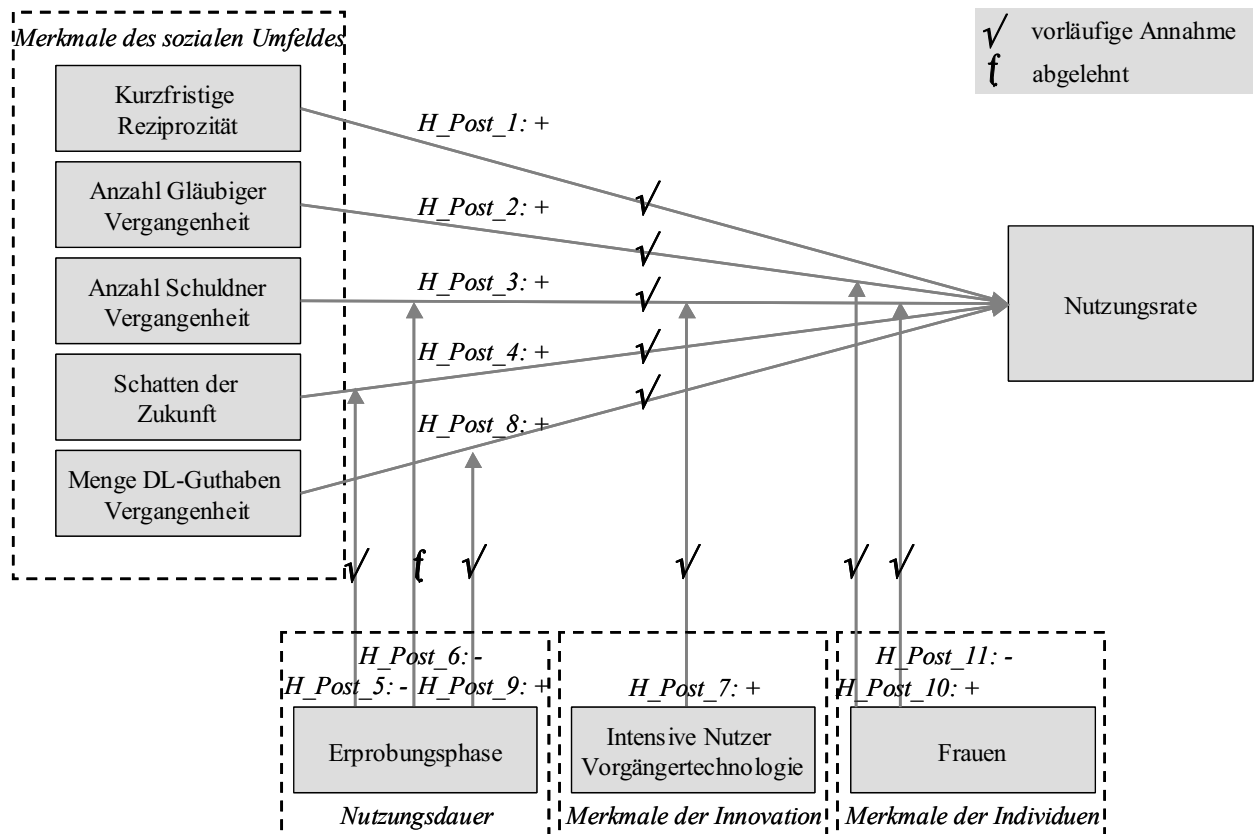 Merkmale des sozialen Umfeldes
Kurzfristige
Reziprozität
Anzahl Gläubiger
Vergangenheit
Anzahl Schuldner
Vergangenheit
Schatten der
Zukunft
Menge DL-Guthaben
Vergangenheit
√ vorläufige Annahme
ƭ abgelehnt
H_Post_1: +
H_Post_2: +
H_Post_3: +
H_Post_4: +
H_Post_8: +
Nutzungsrate
H_Post_6: -
H_Post_5: - H_Post_9: +
Erprobungsphase
Nutzungsdauer
H_Post_7: +
Intensive Nutzer
Vorgängertechnologie
Merkmale der Innovation
H_Post_11: -
H_Post_10: +
Frauen
Merkmale der Individuen